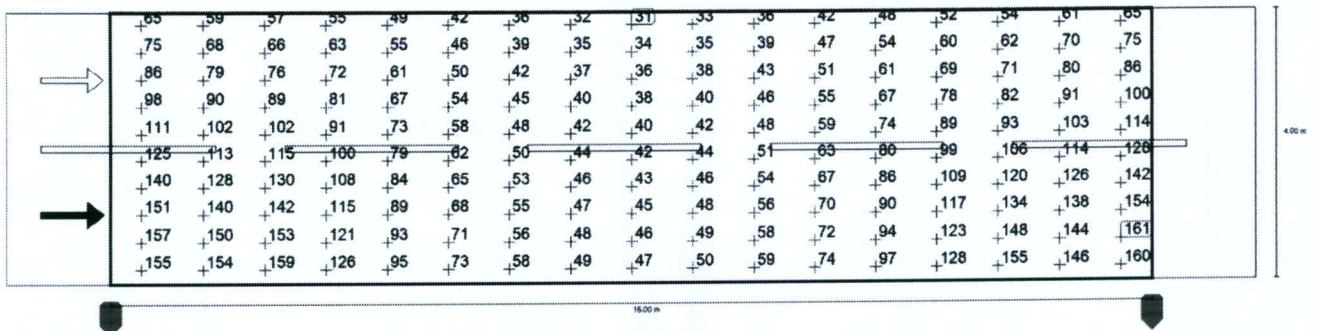 65 59 57 55 49 42 36 32 31 33 36 42 48 52 54 61 65
75 68 66 63 55 46 39 35 34 35 39 47 54 60 62 70 75
86 79 76 72 61 50 42 37 36 38 43 51 61 69 71 80 86
98 90 89 81 67 54 45 40 38 40 46 55 67 78 82 91 100
111 102 102 91 73 58 48 42 40 42 48 59 74 89 93 103 114
125 113 115 100 79 62 50 44 42 44 51 63 80 99 106 114
140 128 130 108 84 65 53 46 43 46 54 67 86 109 120 126 142
151 140 142 115 89 68 55 47 45 48 56 70 90 117 134 138 154
157 150 153 121 93 71 56 48 46 49 58 72 94 123 148 144 161
155 154 159 126 95 73 58 49 47 50 59 74 97 128 155 146 160
4.00 m
15.00 m